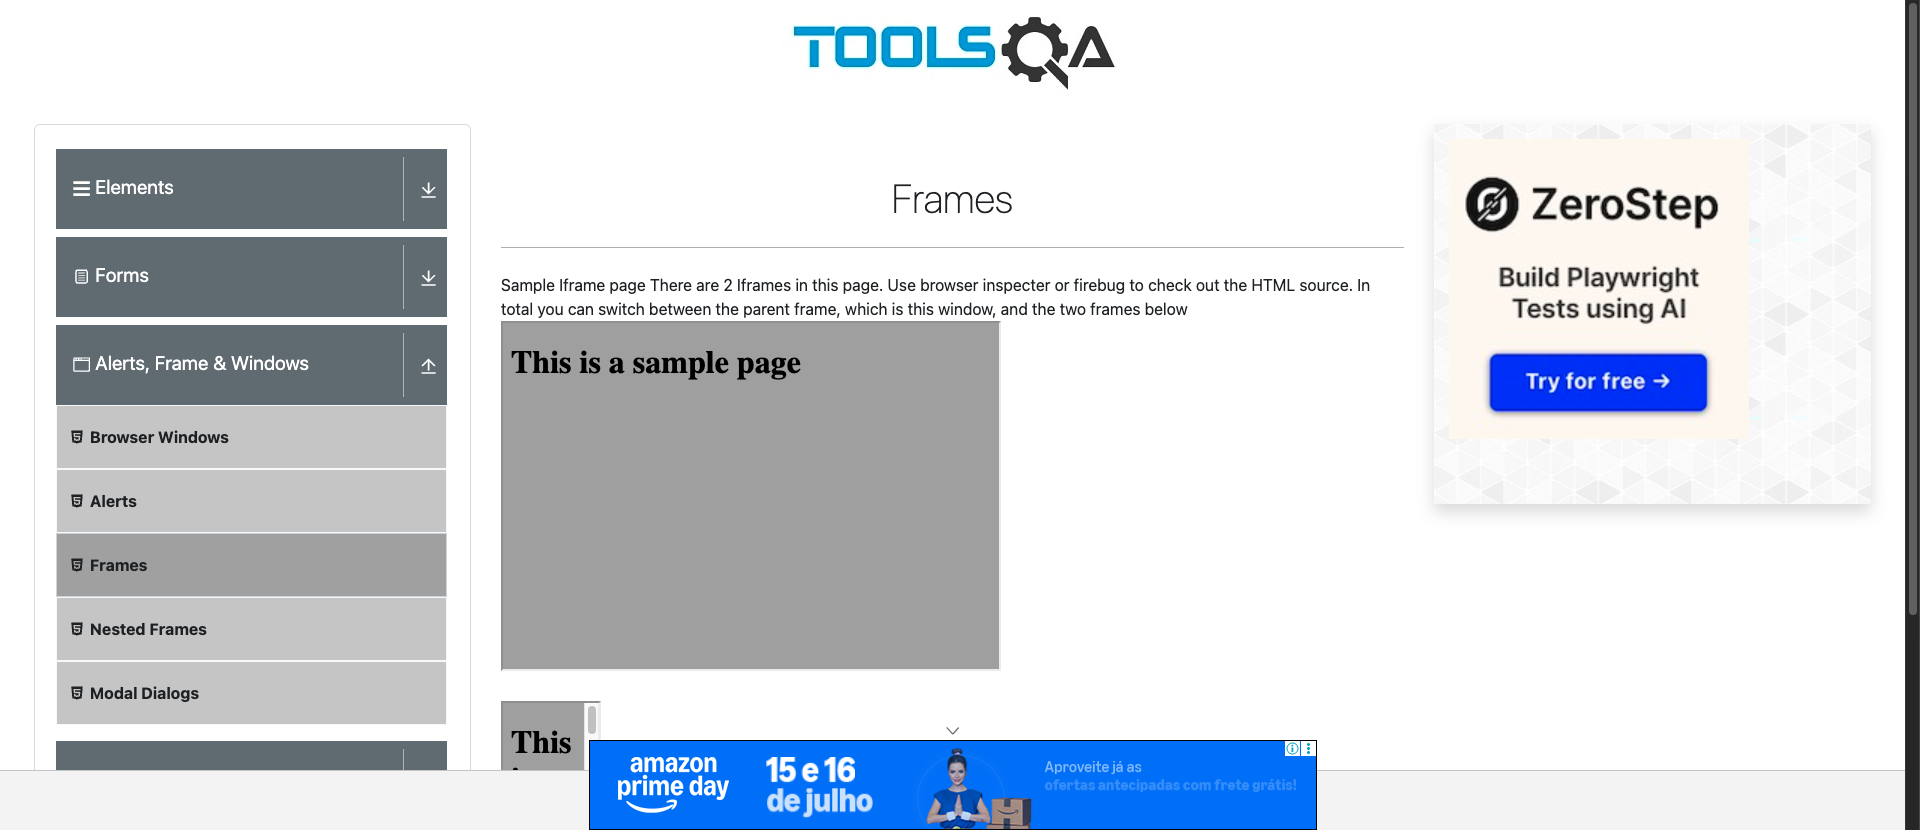 TOOLSQA
Elements
Forms
Alerts, Frame & Windows
Browser Windows
Alerts
Frames
Nested Frames
Modal Dialogs
Frames
Sample Iframe page There are 2 Iframes in this page. Use browser inspecter or firebug to check out the HTML source. In
total you can switch between the parent frame, which is this window, and the two frames below
This is a sample page
This
ZeroStep
Build Playwright
Tests using AI
Try for free →
amazon
prime day
15 e 16
de julho
Aproveite já as
ofertas antecipadas com frete grátis!